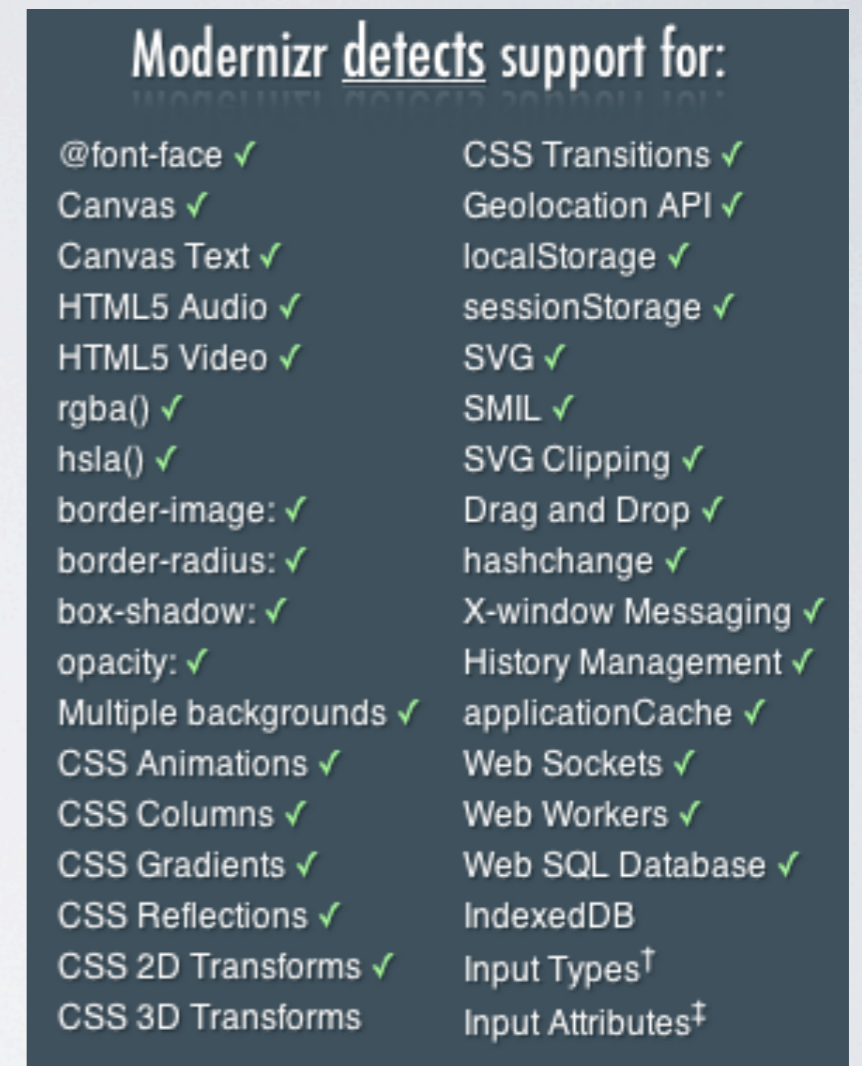 Modernizr detects support for:
@font-face ✓
Canvas ✓
Canvas Text ✓
HTML5 Audio ✓
HTML5 Video ✓
rgba() ✓
hsla() ✓
border-image: ✓
border-radius: ✓
box-shadow: ✓
opacity: ✓
Multiple backgrounds ✓
CSS Animations ✓
CSS Columns ✓
CSS Gradients ✓
CSS Reflections ✓
CSS 2D Transforms ✓
CSS 3D Transforms
CSS Transitions ✓
Geolocation API ✓
localStorage ✓
sessionStorage ✓
SVG ✓
SMIL ✓
SVG Clipping ✓
Drag and Drop ✓
hashchange ✓
X-window Messaging ✓
History Management ✓
applicationCache ✓
Web Sockets ✓
Web Workers ✓
Web SQL Database ✓
IndexedDB
Input Types†
Input Attributes‡